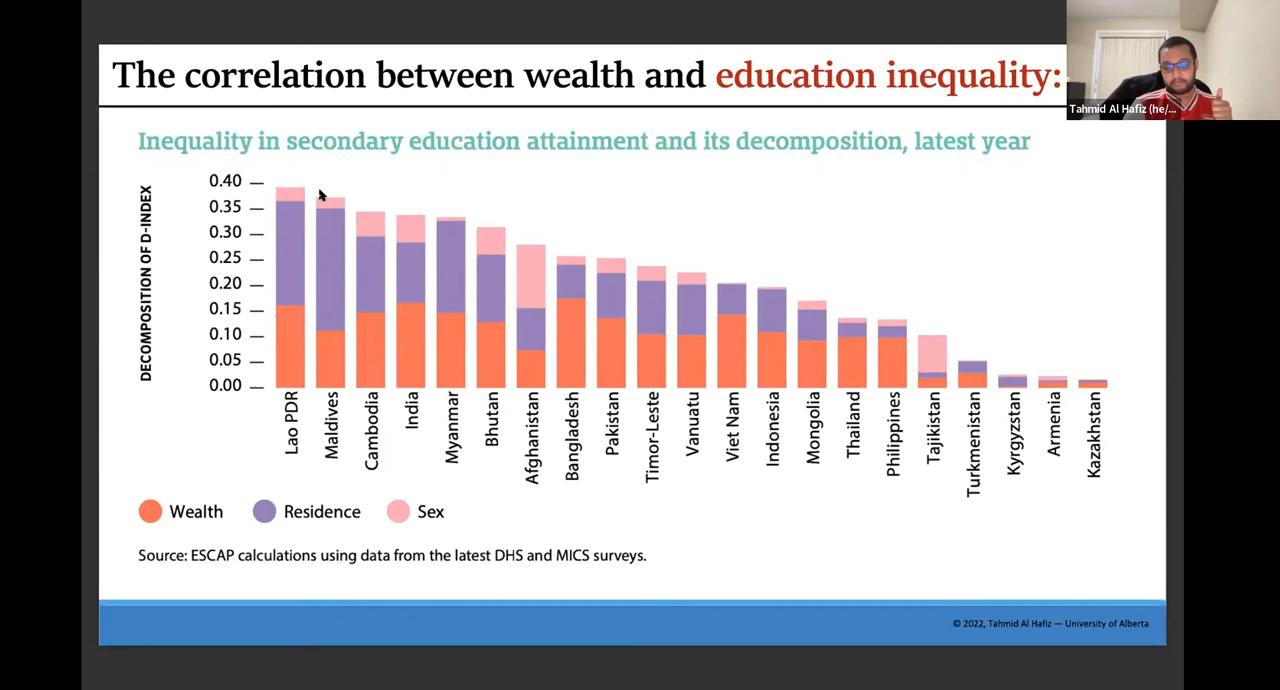 The correlation between wealth and education inequality:
Tahmid Al Hafiz (he/...
Inequality in secondary education attainment and its decomposition, latest year
DECOMPOSITION OF D-INDEX
0.40
0.35
0.30
0.25
0.20
0.15
0.10
0.05
0.00
Lao PDR
Maldives
Cambodia
India
Myanmar
Bhutan
Afghanistan
Bangladesh
Pakistan
Timor-Leste
Vanuatu
Viet Nam
Indonesia
Mongolia
Thailand
Philippines
Tajikistan
Turkmenistan
Kyrgyzstan
Armenia
Kazakhstan
Wealth Residence Sex
Source: ESCAP calculations using data from the latest DHS and MICS surveys.
© 2022, Tahmid Al Hafiz — University of Alberta